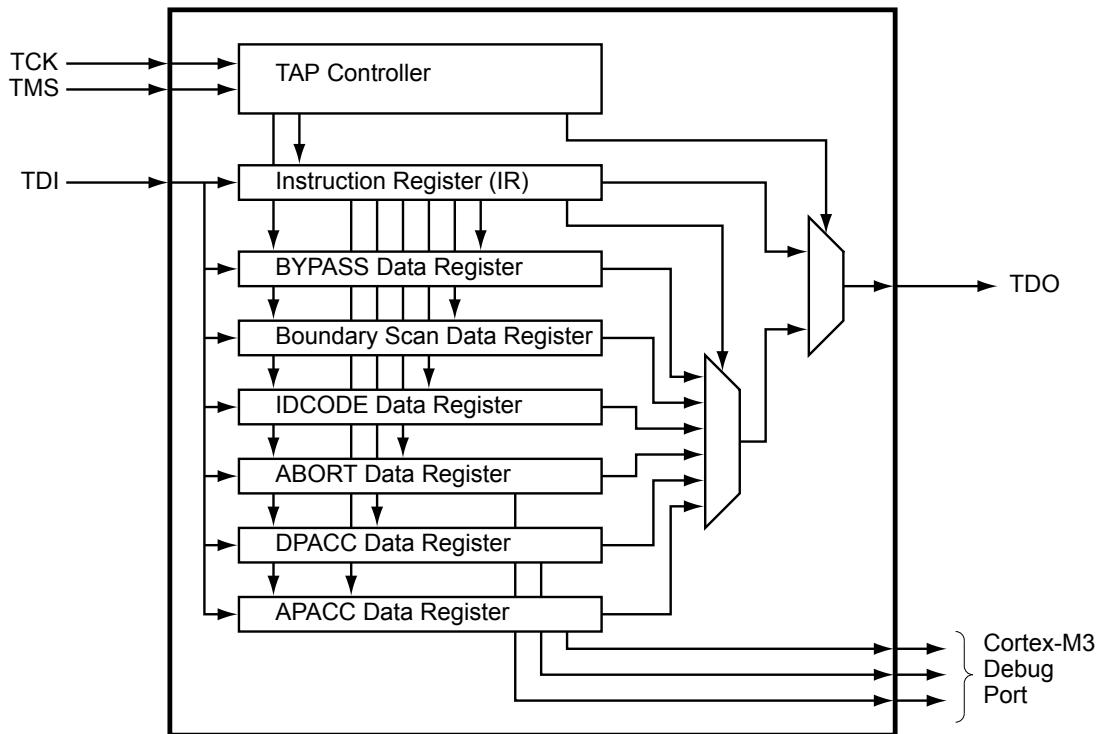 TCK
TMS
TAP Controller
TDI
Instruction Register (IR)
BYPASS Data Register
TDO
Boundary Scan Data Register
IDCODE Data Register
ABORT Data Register
DPACC Data Register
APACC Data Register
Cortex-M3
Debug
Port